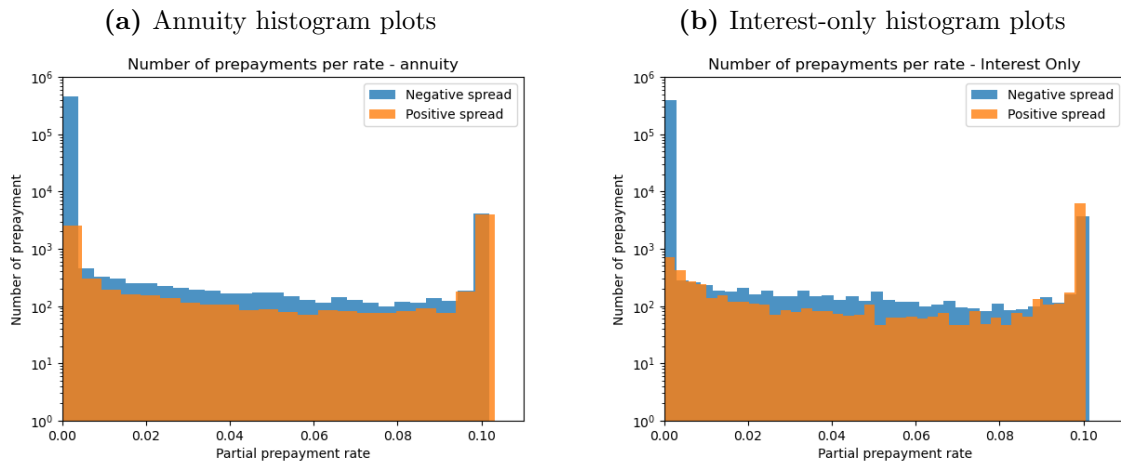 (a) Annuity histogram plots
Number of prepayments per rate - annuity
Negative spread
Positive spread
Number of prepayment
10^6
10^5
10^4
10^3
10^2
10^1
10^0
0.00 0.02 0.04 0.06 0.08 0.10
Partial prepayment rate
(b) Interest-only histogram plots
Number of prepayments per rate - Interest Only
Negative spread
Positive spread
Number of prepayment
10^6
10^5
10^4
10^3
10^2
10^1
10^0
0.00 0.02 0.04 0.06 0.08 0.10
Partial prepayment rate